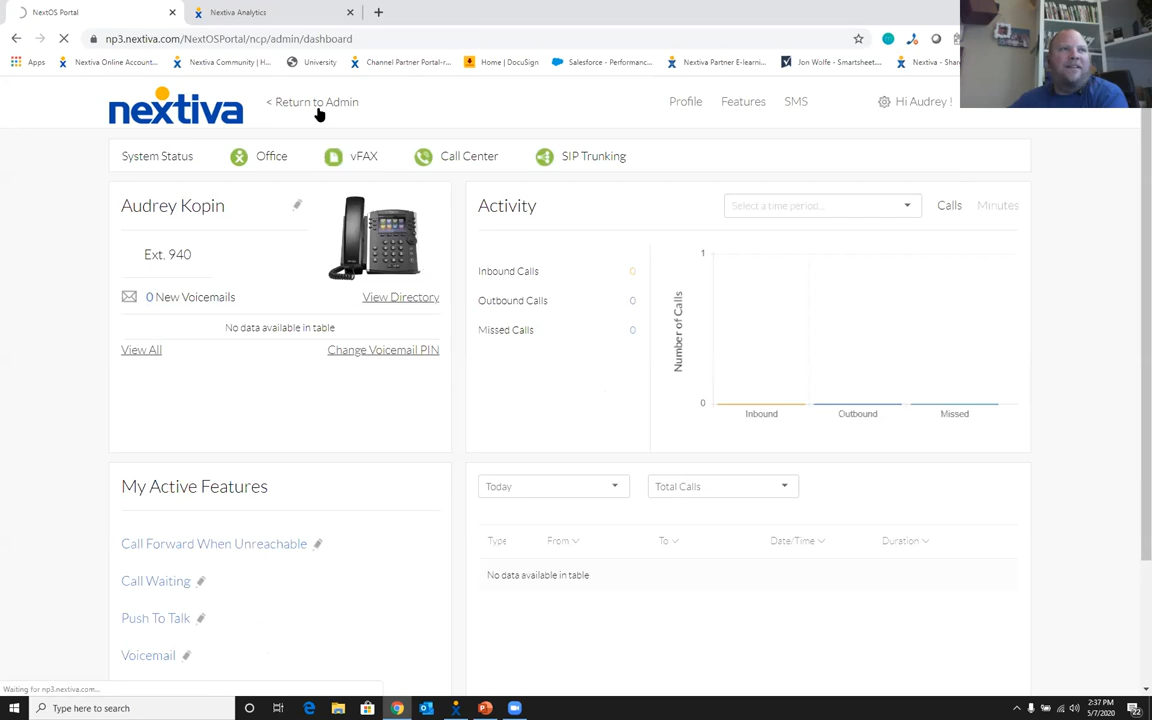 NextOS Portal
Nextiva Analytics
np3.nextiva.com/NextOSPortal/ncp/admin/dashboard
Apps
Nextiva Online Account...
Nextiva Community | H...
University
Channel Partner Portal-r...
Home | DocuSign
Salesforce - Performanc...
Nextiva Partner E-learni...
Jon Wolfe - Smartsheet...
Nextiva - Shar
nextiva
< Return to Admin
Profile
Features
SMS
Hi Audrey !
System Status
Office
vFAX
Call Center
SIP Trunking
Audrey Kopin
Ext. 940
0 New Voicemails
View Directory
No data available in table
View All
Change Voicemail PIN
Activity
Select a time period...
Calls
Minutes
Inbound Calls 0
Outbound Calls 0
Missed Calls 0
Number of Calls
1
0
Inbound
Outbound
Missed
My Active Features
Call Forward When Unreachable
Call Waiting
Push To Talk
Voicemail
Today
Total Calls
Type
From
To
Date/Time
Duration
No data available in table
Waiting for np3.nextiva.com...
Type here to search
2:37 PM
5/7/2020
22